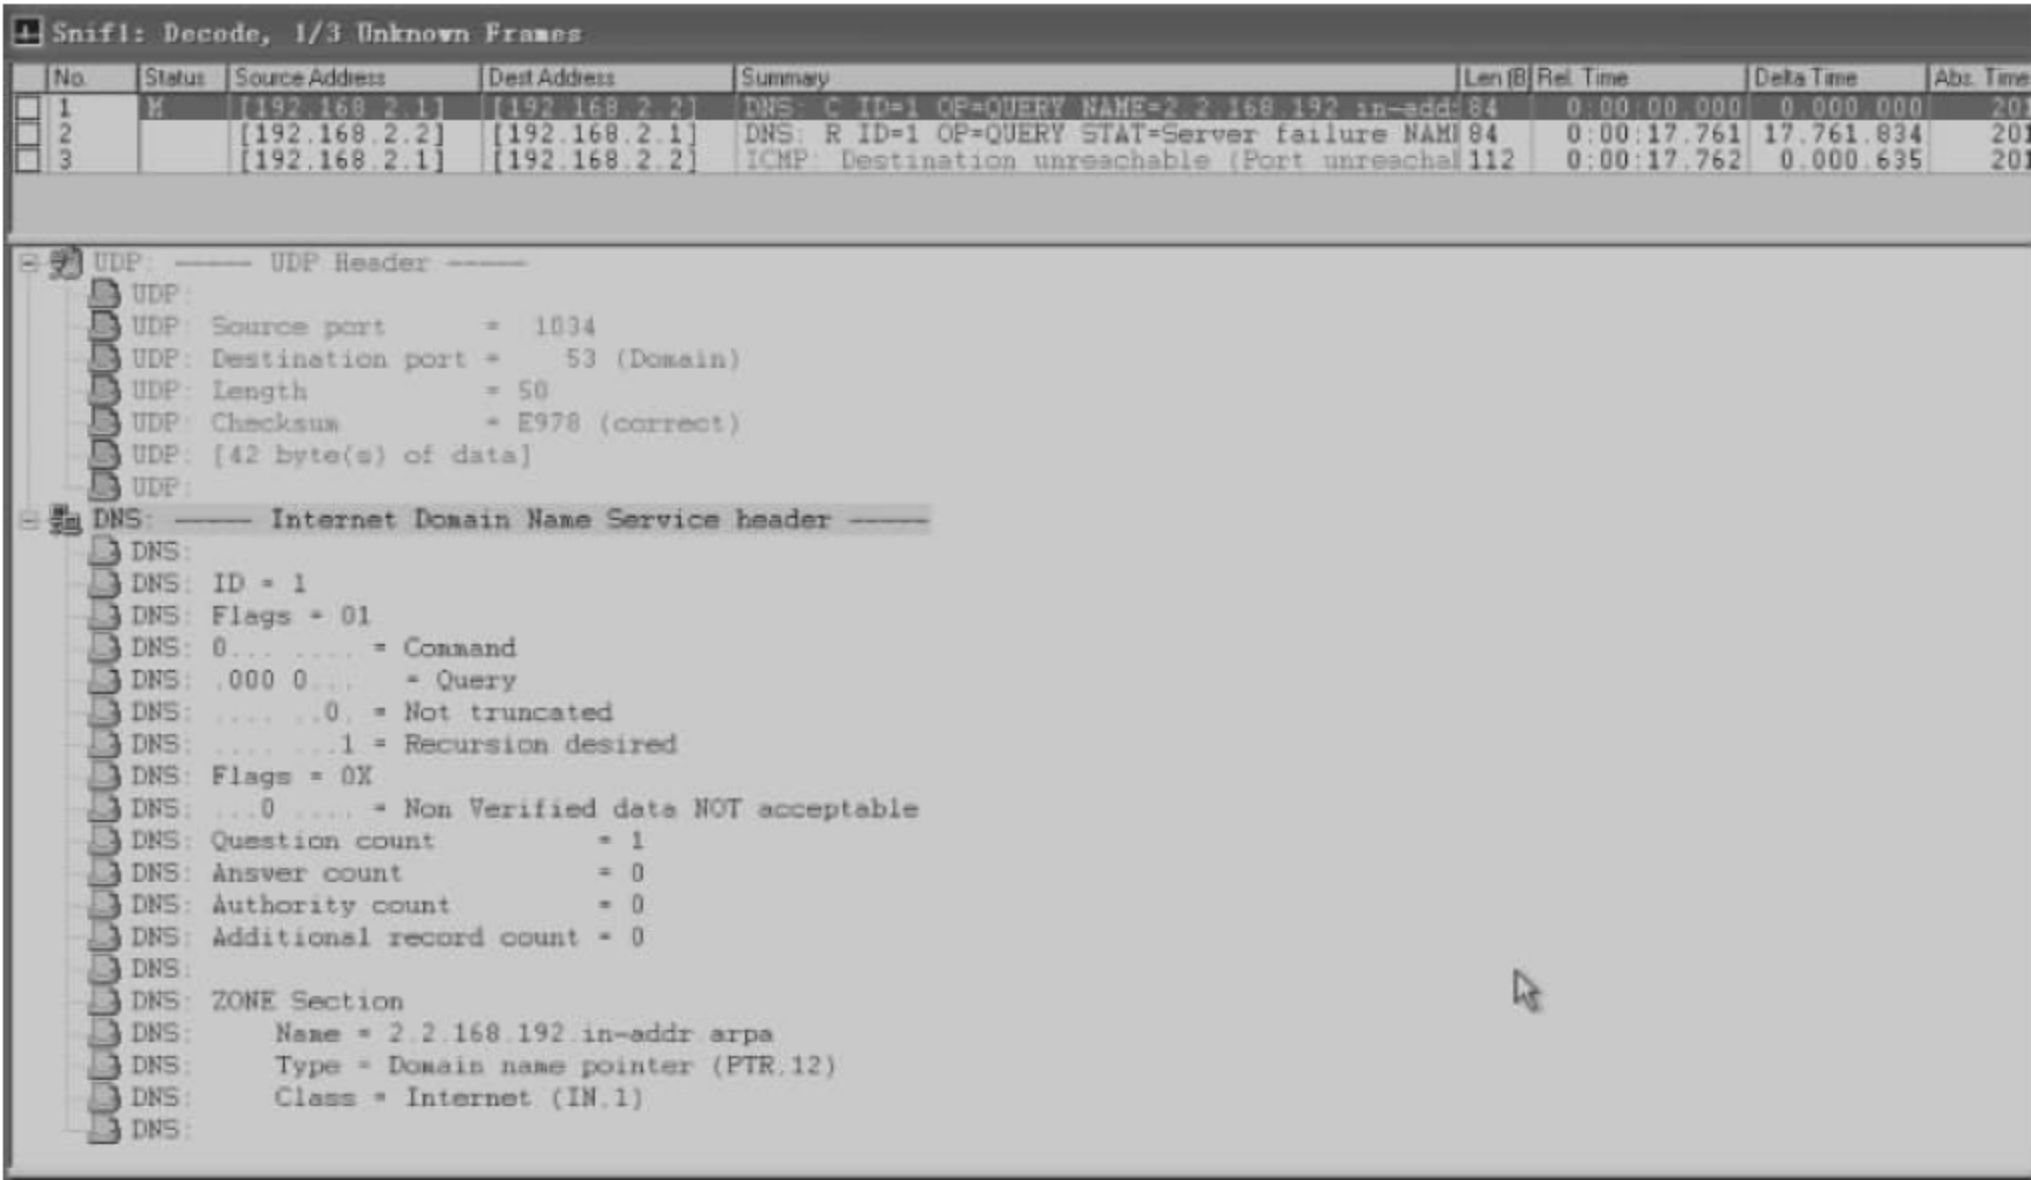 Snif1: Decode, 1/3 Unknown Frames
No. Status Source Address Dest Address Summary Len (B Rel. Time Delta Time Abs. Time
1 M [192.168.2.1] [192.168.2.2] DNS: C ID=1 OP=QUERY NAME=2.2.168.192.in-add: 84 0:00:00.000 0.000.000 201
2 [192.168.2.2] [192.168.2.1] DNS: R ID=1 OP=QUERY STAT=Server failure NAM 84 0:00:17.761 17.761.834 201
3 [192.168.2.1] [192.168.2.2] ICMP: Destination unreachable (Port unreachal 112 0:00:17.762 0.000.635 201
UDP: ----- UDP Header -----
UDP:
UDP: Source port = 1034
UDP: Destination port = 53 (Domain)
UDP: Length = 50
UDP: Checksum = E978 (correct)
UDP: [42 byte(s) of data]
UDP:
DNS: ----- Internet Domain Name Service header -----
DNS:
DNS: ID = 1
DNS: Flags = 01
DNS: 0... .... = Command
DNS: .000 0... = Query
DNS: .... ..0. = Not truncated
DNS: .... ...1 = Recursion desired
DNS: Flags = 0X
DNS: ...0 .... = Non Verified data NOT acceptable
DNS: Question count = 1
DNS: Answer count = 0
DNS: Authority count = 0
DNS: Additional record count = 0
DNS:
DNS: ZONE Section
DNS: Name = 2.2.168.192.in-addr.arpa
DNS: Type = Domain name pointer (PTR,12)
DNS: Class = Internet (IN,1)
DNS: